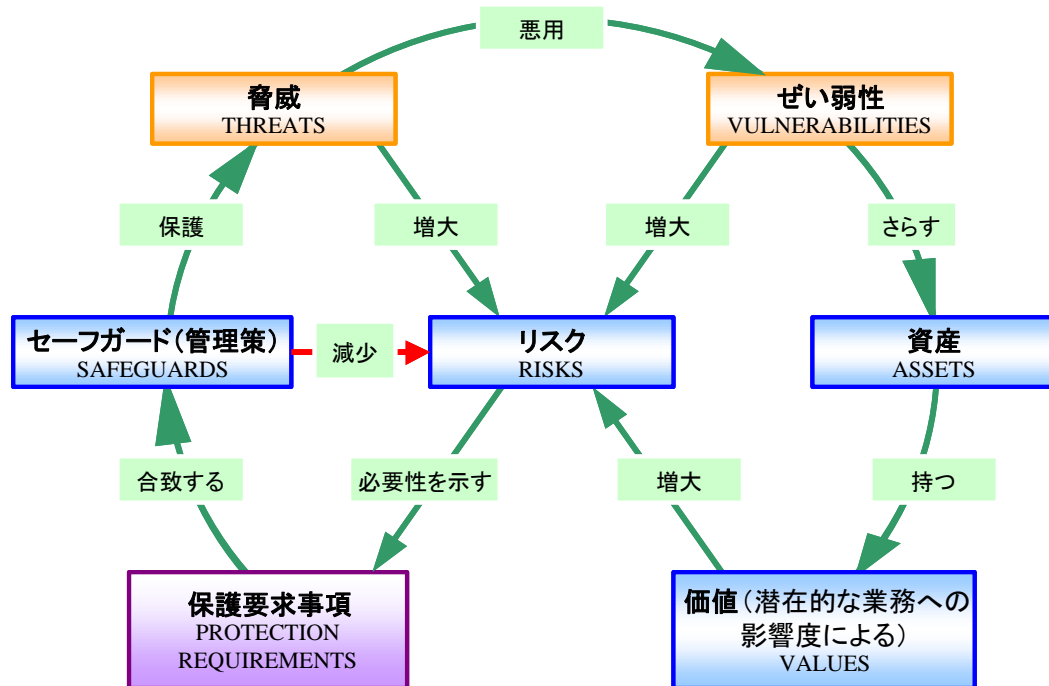 悪用
脅威
THREATS
ぜい弱性
VULNERABILITIES
保護
増大
増大
さらす
セーフガード（管理策）
SAFEGUARDS
減少
リスク
RISKS
資産
ASSETS
合致する
必要性を示す
増大
持つ
保護要求事項
PROTECTION
REQUIREMENTS
価値（潜在的な業務への
影響度による）
VALUES